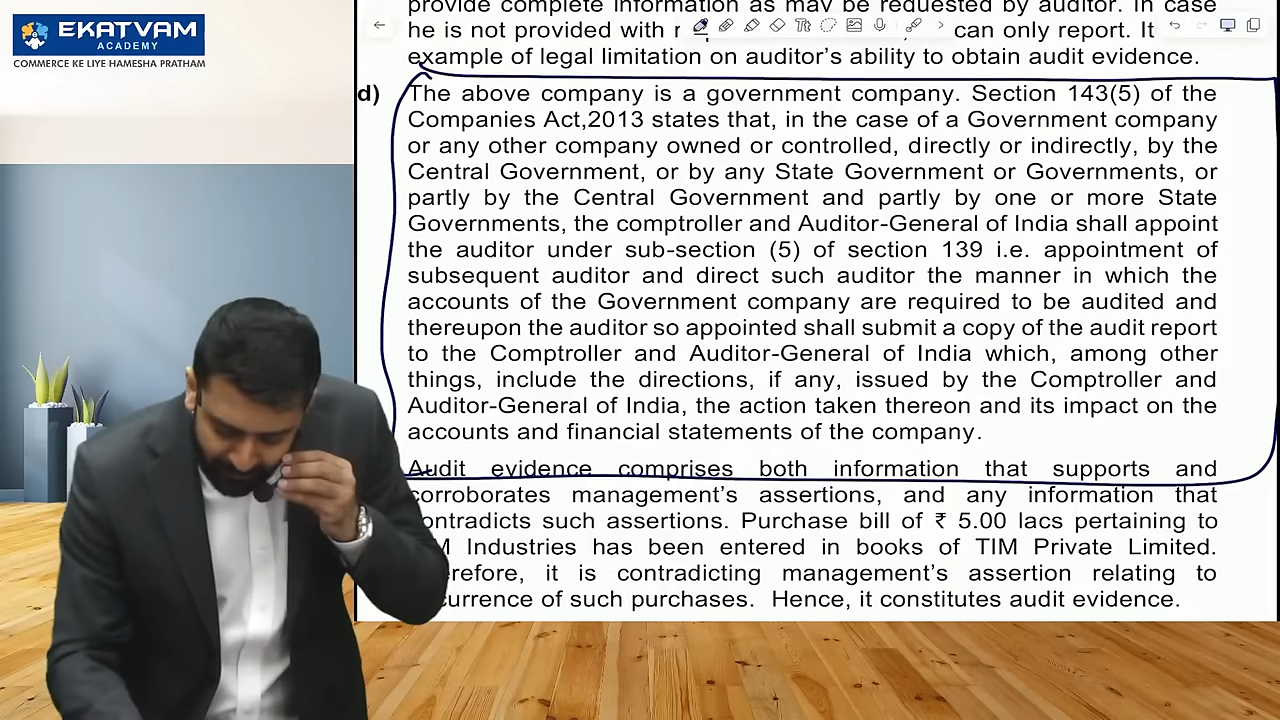 EKATVAM
ACADEMY
COMMERCE KE LIYE HAMESHA PRATHAM
provide complete information as may be requested by auditor. In case
he is not provided with can only report. It
example of legal limitation on auditor's ability to obtain audit evidence.
d) The above company is a government company. Section 143(5) of the
Companies Act,2013 states that, in the case of a Government company
or any other company owned or controlled, directly or indirectly, by the
Central Government, or by any State Government or Governments, or
partly by the Central Government and partly by one or more State
Governments, the comptroller and Auditor-General of India shall appoint
the auditor under sub-section (5) of section 139 i.e. appointment of
subsequent auditor and direct such auditor the manner in which the
accounts of the Government company are required to be audited and
thereupon the auditor so appointed shall submit a copy of the audit report
to the Comptroller and Auditor-General of India which, among other
things, include the directions, if any, issued by the Comptroller and
Auditor-General of India, the action taken thereon and its impact on the
accounts and financial statements of the company.
Audit evidence comprises both information that supports and
corroborates management's assertions, and any information that
contradicts such assertions. Purchase bill of ₹ 5.00 lacs pertaining to
Industries has been entered in books of TIM Private Limited.
it is contradicting management's assertion relating to
of such purchases. Hence, it constitutes audit evidence.